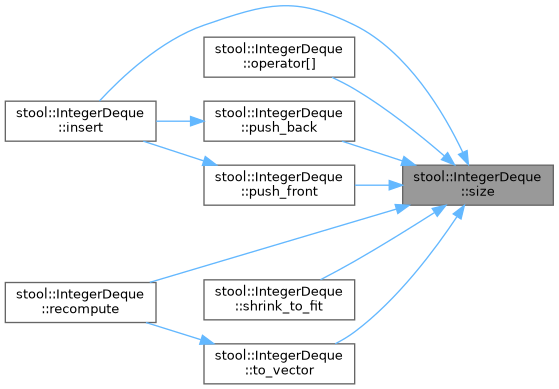 stool::IntegerDeque
::operator[]
stool::IntegerDeque
::insert
stool::IntegerDeque
::push_back
stool::IntegerDeque
::push_front
stool::IntegerDeque
::size
stool::IntegerDeque
::recompute
stool::IntegerDeque
::shrink_to_fit
stool::IntegerDeque
::to_vector